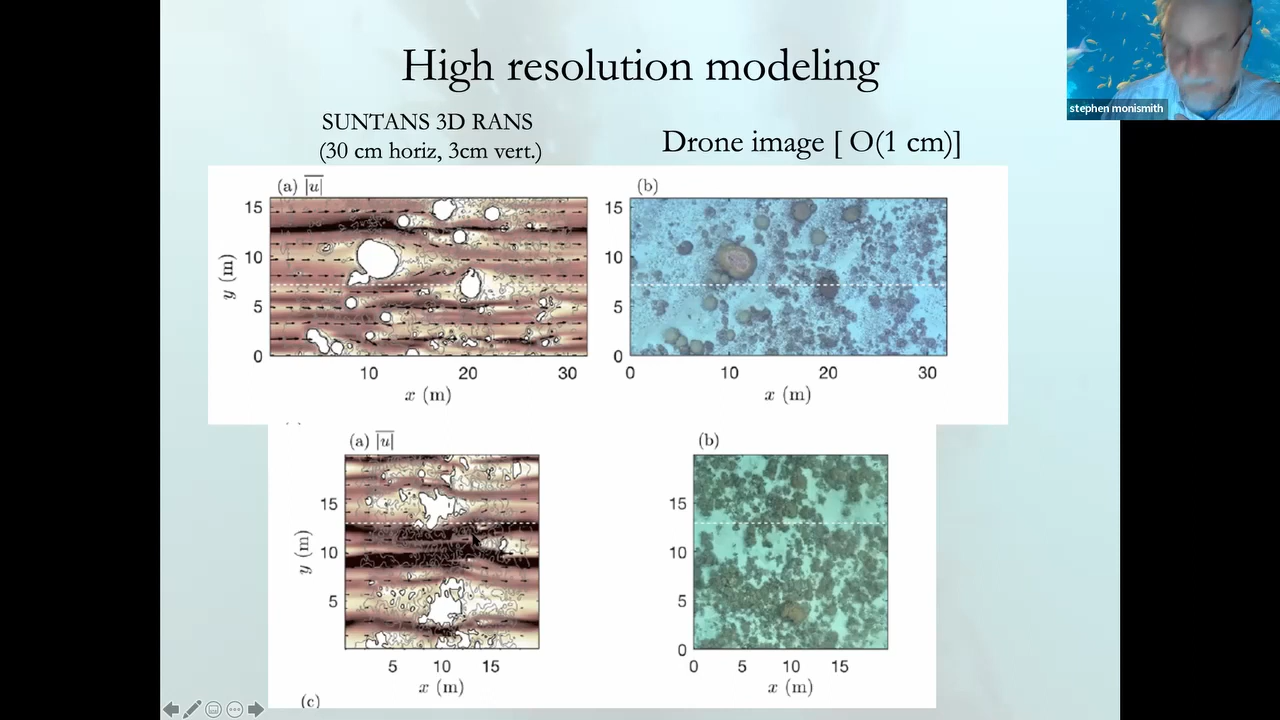 High resolution modeling
stephen monismith
SUNTANS 3D RANS
(30 cm horiz, 3cm vert.)
Drone image [ O(1 cm)]
(a) |u|
(b)
15
10
5
0
y (m)
10
20
30
x (m)
15
10
5
0
0
10
20
30
x (m)
(a) |u|
(b)
15
10
5
y (m)
5
10
15
x (m)
15
10
5
0
0
5
10
15
x (m)
(c)